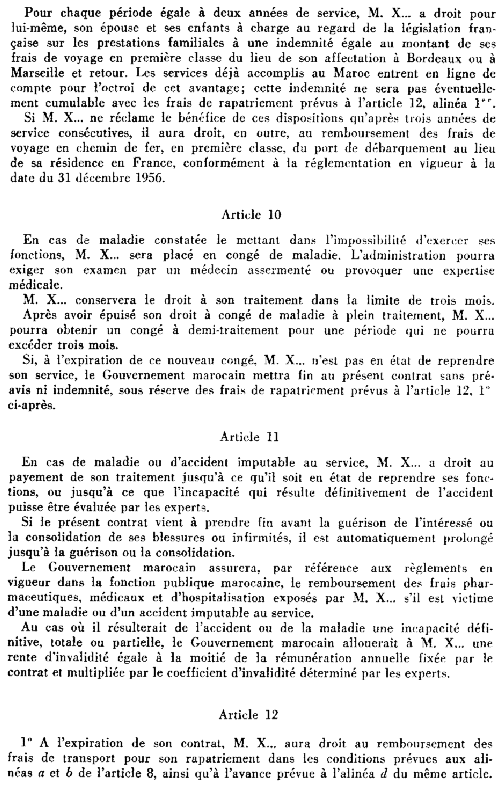 Pour chaque période égale à deux années de service, M. X... a droit pour
lui-même, son épouse et ses enfants à charge au regard de la législation fran-
çaise sur les prestations familiales à une indemnité égale au montant de ses
frais de voyage en première classe du lieu de son affectation à Bordeaux ou à
Marseille et retour. Les services déjà accomplis au Maroc entrent en ligne de
compte pour l'octroi de cet avantage; cette indemnité ne sera pas éventuelle-
ment cumulable avec les frais de rapatriement prévus à l'article 12, alinéa 1er.
Si M. X... ne réclame le bénéfice de ces dispositions qu'après trois années de
service consécutives, il aura droit, en outre, au remboursement des frais de
voyage en chemin de fer, en première classe, du port de débarquement au lieu
de sa résidence en France, conformément à la réglementation en vigueur à la
date du 31 décembre 1956.
Article 10
En cas de maladie constatée le mettant dans l'impossibilité d'exercer ses
fonctions, M. X... sera placé en congé de maladie. L'administration pourra
exiger son examen par un médecin assermenté ou provoquer une expertise
médicale.
M. X... conservera le droit à son traitement dans la limite de trois mois.
Après avoir épuisé son droit à congé de maladie à plein traitement, M. X...
pourra obtenir un congé à demi-traitement pour une période qui ne pourra
excéder trois mois.
Si, à l'expiration de ce nouveau congé, M. X... n'est pas en état de reprendre
son service, le Gouvernement marocain mettra fin au présent contrat sans pré-
avis ni indemnité, sous réserve des frais de rapatriement prévus à l'article 12, 1°
ci-après.
Article 11
En cas de maladie ou d'accident imputable au service, M. X... a droit au
payement de son traitement jusqu'à ce qu'il soit en état de reprendre ses fonc-
tions, ou jusqu'à ce que l'incapacité qui résulte définitivement de l'accident
puisse être évaluée par les experts.
Si le présent contrat vient à prendre fin avant la guérison de l'intéressé ou
la consolidation de ses blessures ou infirmités, il est automatiquement prolongé
jusqu'à la guérison ou la consolidation.
Le Gouvernement marocain assurera, par référence aux règlements en
vigueur dans la fonction publique marocaine, le remboursement des frais phar-
maceutiques, médicaux et d'hospitalisation exposés par M. X... s'il est victime
d'une maladie ou d'un accident imputable au service.
Au cas où il résulterait de l'accident ou de la maladie une incapacité défi-
nitive, totale ou partielle, le Gouvernement marocain allouerait à M. X... une
rente d'invalidité égale à la moitié de la rémunération annuelle fixée par le
contrat et multipliée par le coefficient d'invalidité déterminé par les experts.
Article 12
1° A l'expiration de son contrat, M. X... aura droit au remboursement des
frais de transport pour son rapatriement dans les conditions prévues aux ali-
néas a et b de l'article 8, ainsi qu'à l'avance prévue à l'alinéa d du même article.